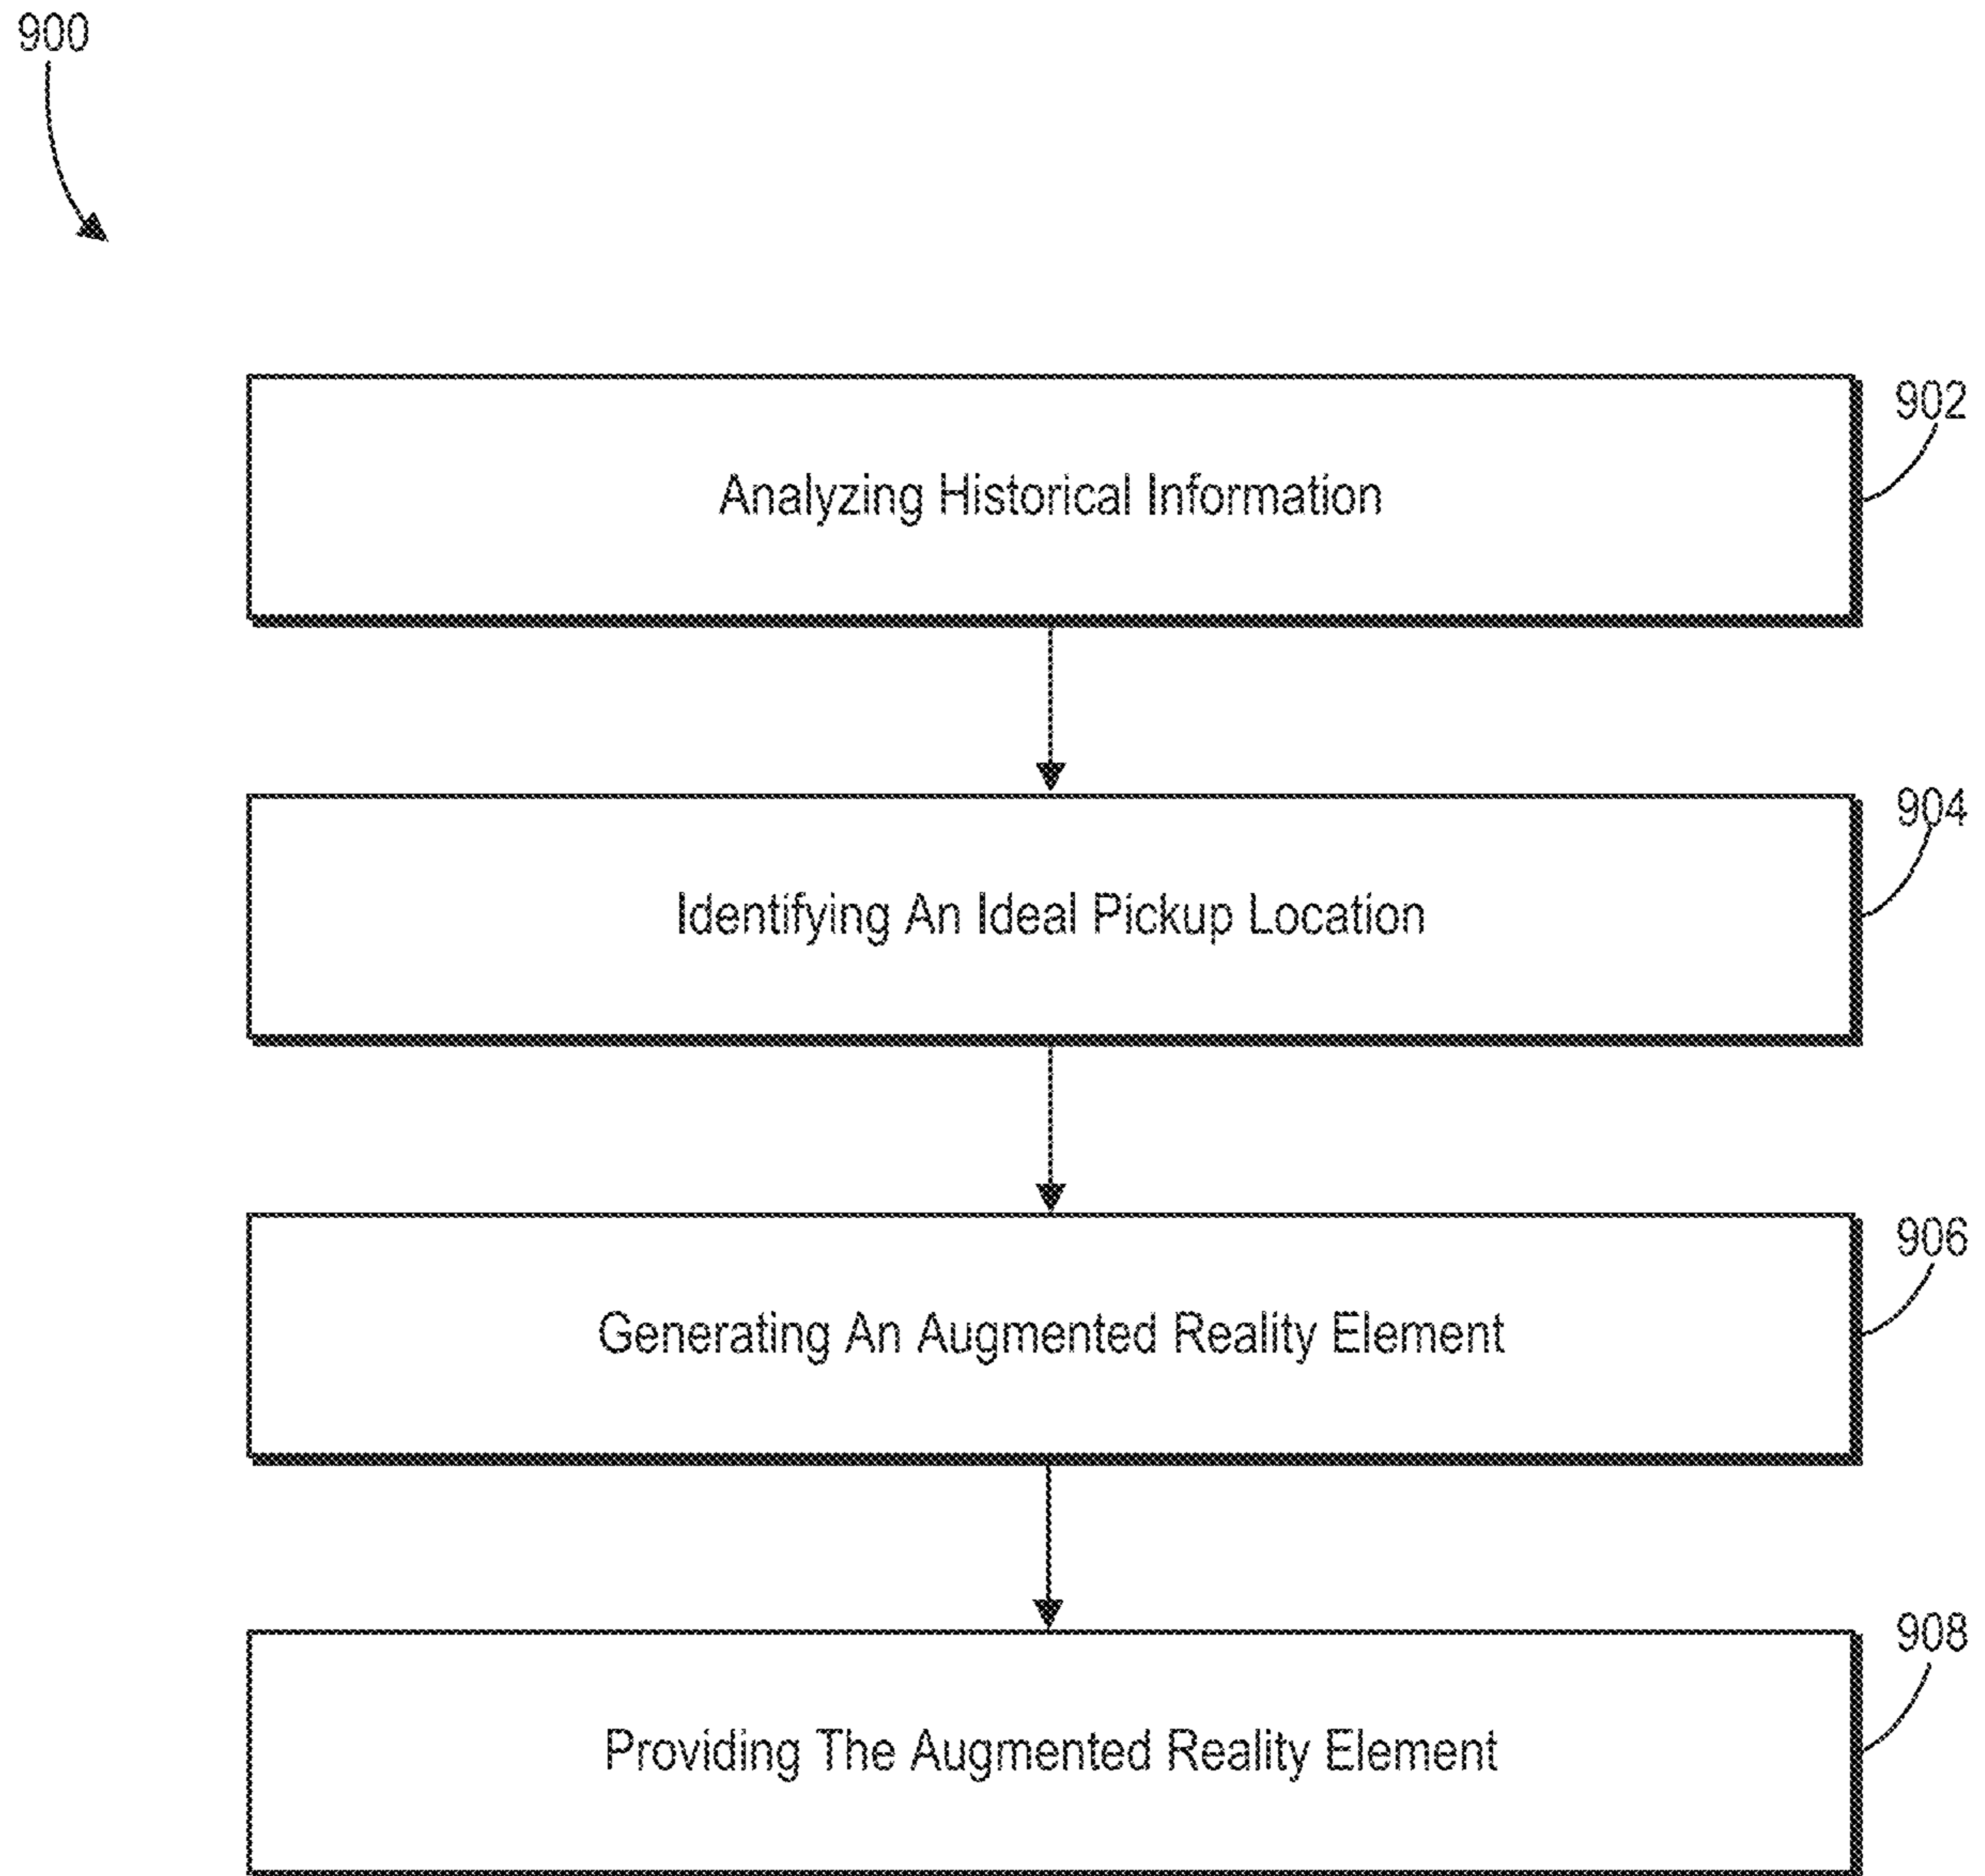 900
902
Analyzing Historical Information
904
Identifying An Ideal Pickup Location
906
Generating An Augmented Reality Element
908
Providing The Augmented Reality Element